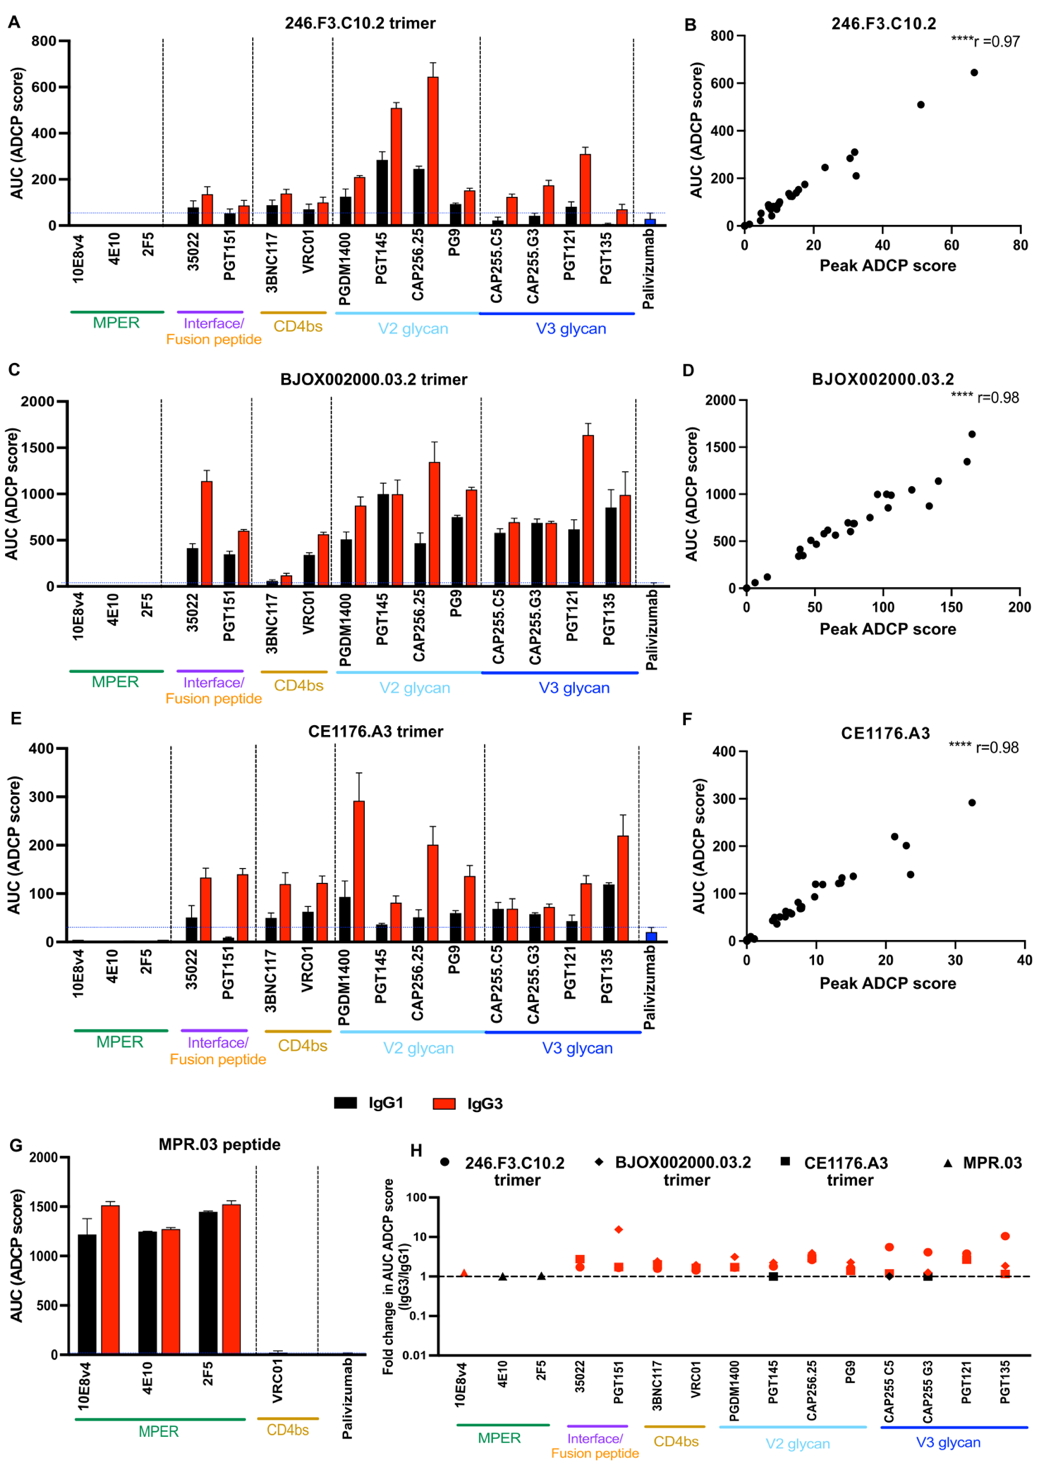 A
246.F3.C10.2 trimer
AUC (ADCP score)
800
600
400
200
0
10E8v4
4E10
2F5
35022
PGT151
3BNC117
VRC01
PGDM1400
PGT145
CAP256.25
PG9
CAP255.C5
CAP255.G3
PGT121
PGT135
Palivizumab
MPER
Interface/
Fusion peptide
CD4bs
V2 glycan
V3 glycan
B
246.F3.C10.2
****r =0.97
AUC (ADCP score)
800
600
400
200
0
0 20 40 60 80
Peak ADCP score
C
BJOX002000.03.2 trimer
AUC (ADCP score)
2000
1500
1000
500
0
10E8v4
4E10
2F5
35022
PGT151
3BNC117
VRC01
PGDM1400
PGT145
CAP256.25
PG9
CAP255.C5
CAP255.G3
PGT121
PGT135
Palivizumab
MPER
Interface/
Fusion peptide
CD4bs
V2 glycan
V3 glycan
D
BJOX002000.03.2
**** r=0.98
AUC (ADCP score)
2000
1500
1000
500
0
0 50 100 150 200
Peak ADCP score
E
CE1176.A3 trimer
AUC (ADCP score)
400
300
200
100
0
10E8v4
4E10
2F5
35022
PGT151
3BNC117
VRC01
PGDM1400
PGT145
CAP256.25
PG9
CAP255.C5
CAP255.G3
PGT121
PGT135
Palivizumab
MPER
Interface/
Fusion peptide
CD4bs
V2 glycan
V3 glycan
F
CE1176.A3
**** r=0.98
AUC (ADCP score)
400
300
200
100
0
0 10 20 30 40
Peak ADCP score
IgG1 IgG3
G
MPR.03 peptide
AUC (ADCP score)
2000
1500
1000
500
0
10E8v4
4E10
2F5
VRC01
Palivizumab
MPER
CD4bs
H
246.F3.C10.2
trimer
BJOX002000.03.2
trimer
CE1176.A3
trimer
MPR.03
Fold change in AUC ADCP score
(IgG3/IgG1)
100
10
1
0.1
0.01
10E8v4
4E10
2F5
35022
PGT151
3BNC117
VRC01
PGDM1400
PGT145
CAP256.25
PG9
CAP255 C5
CAP255 G3
PGT121
PGT135
MPER
Interface/
Fusion peptide
CD4bs
V2 glycan
V3 glycan